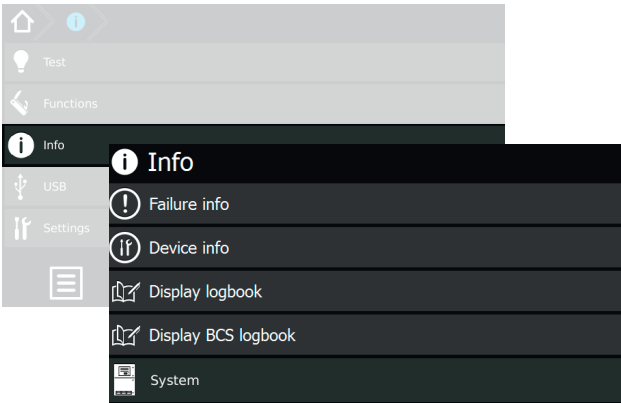 Test
Functions
Info
USB
Settings
Info
Failure info
Device info
Display logbook
Display BCS logbook
System